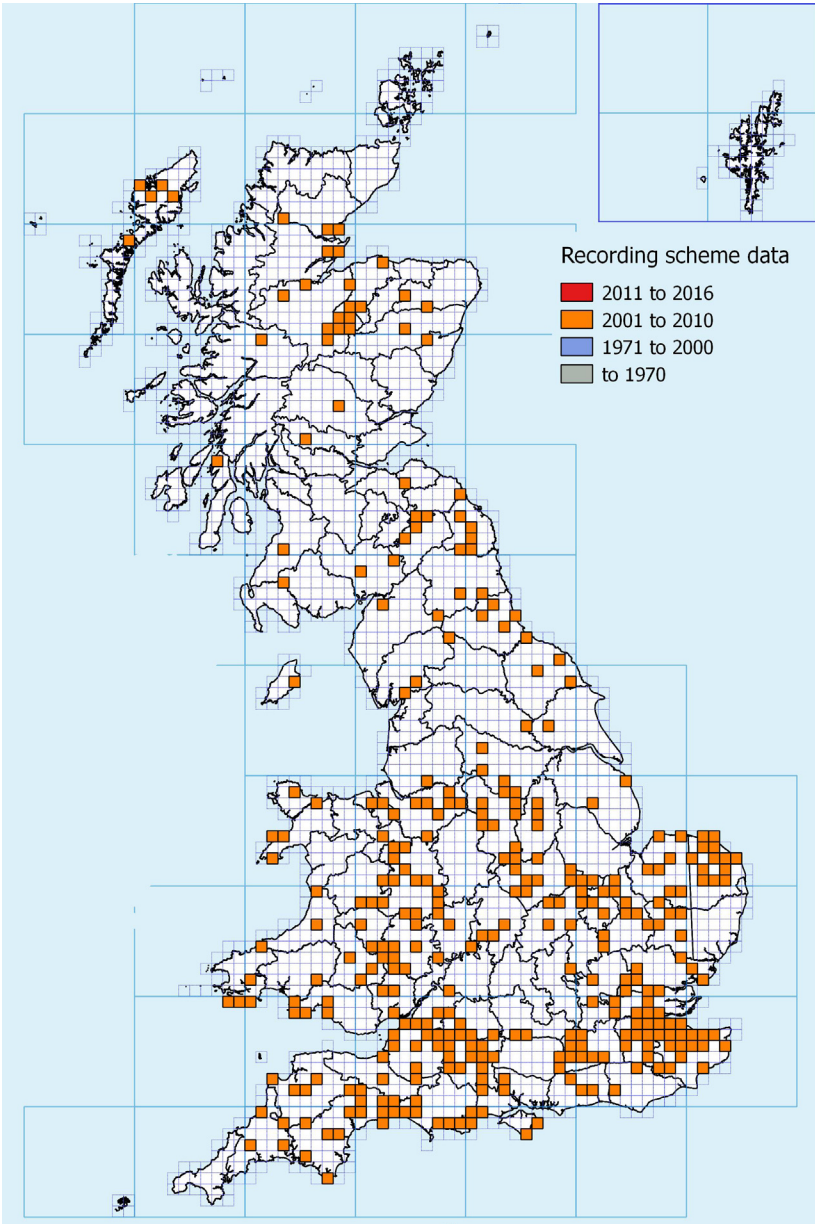 Recording scheme data
2011 to 2016
2001 to 2010
1971 to 2000
to 1970